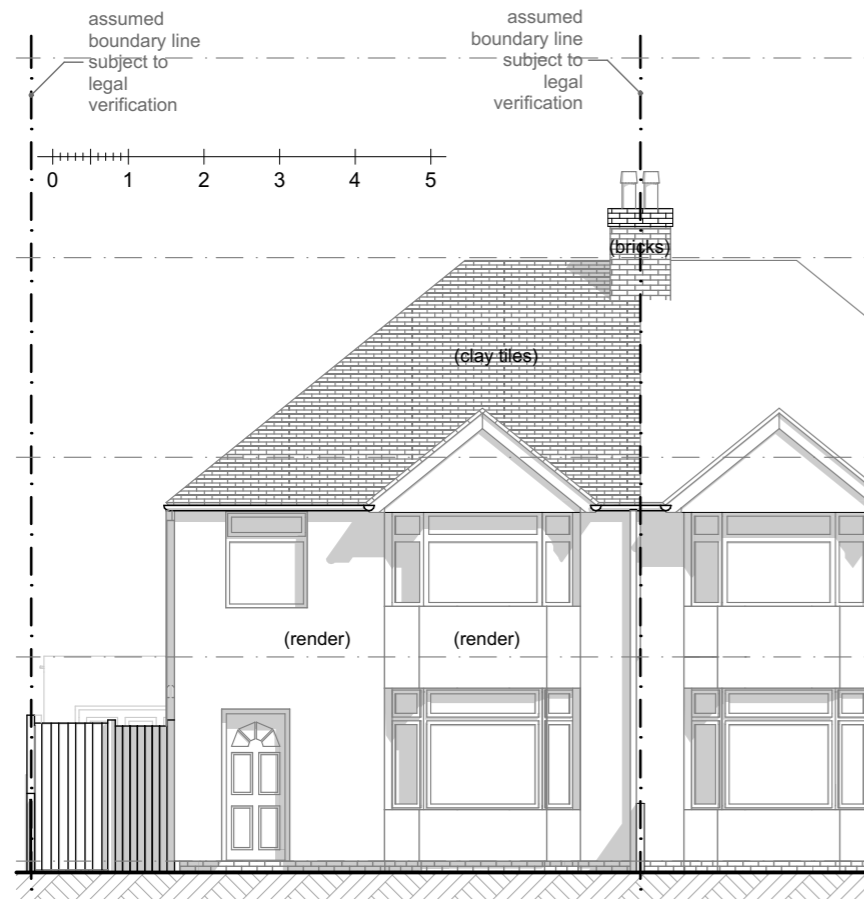 assumed
boundary line
subject to
legal
verification
assumed
boundary line
subject to
legal
verification
0 1 2 3 4 5
(bricks)
(clay tiles)
(render) (render)